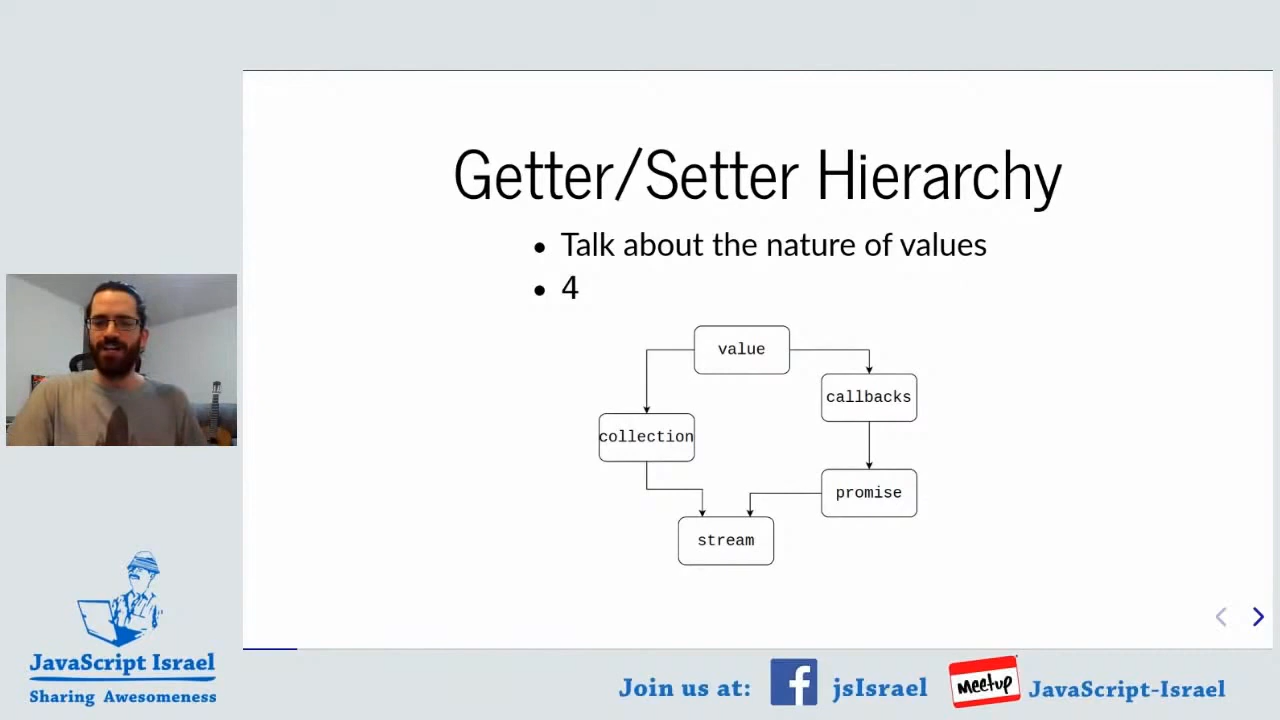 Getter/Setter Hierarchy
• Talk about the nature of values
• 4
value
callbacks
collection
promise
stream
JavaScript Israel
Sharing Awesomeness
Join us at: f jsIsrael Meetup JavaScript-Israel